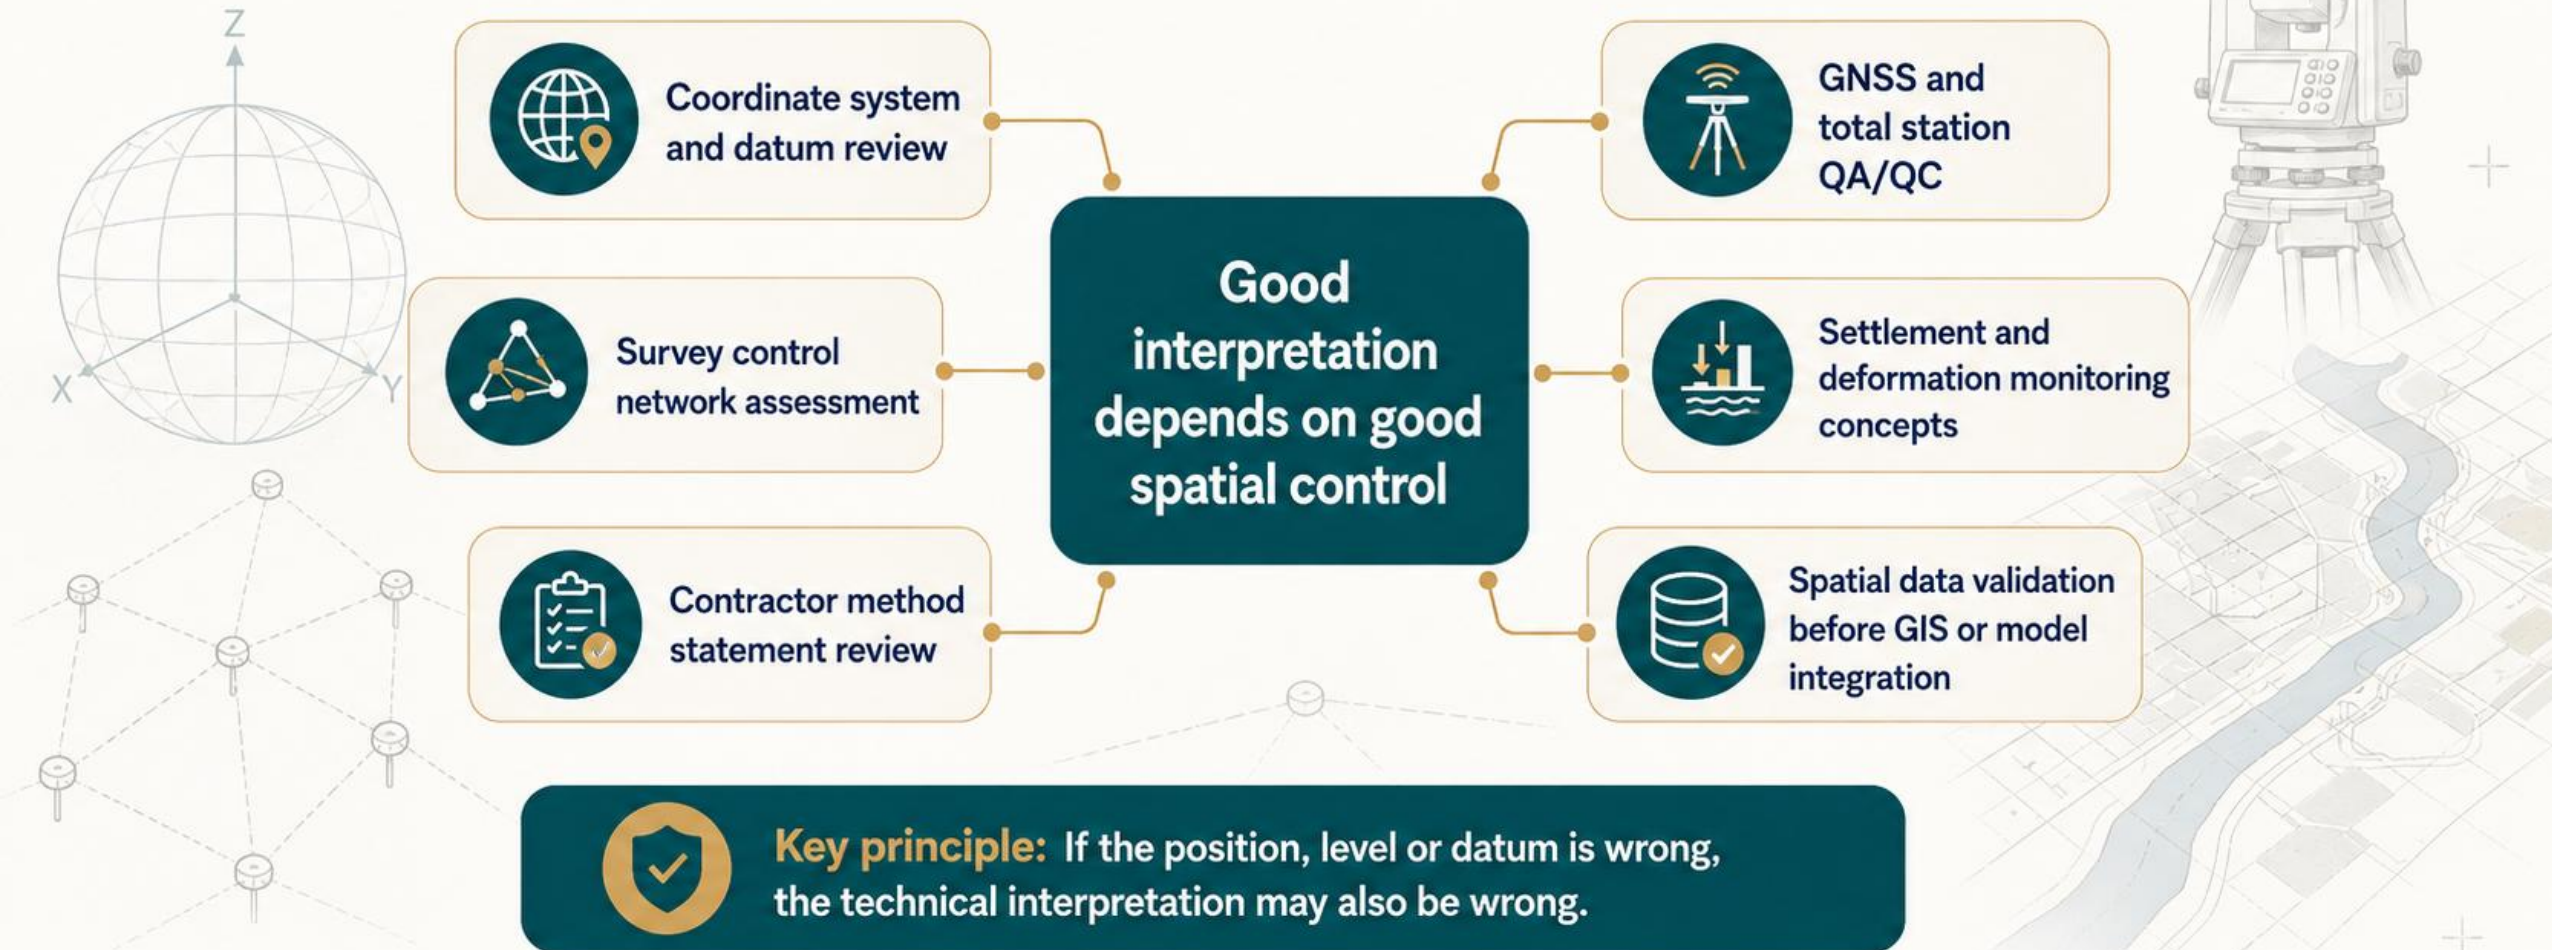 Z
X
Y
Coordinate system
and datum review
Survey control
network assessment
Contractor method
statement review
Good
interpretation
depends on good
spatial control
GNSS and
total station
QA/QC
Settlement and
deformation monitoring
concepts
Spatial data validation
before GIS or model
integration
Key principle: If the position, level or datum is wrong,
the technical interpretation may also be wrong.